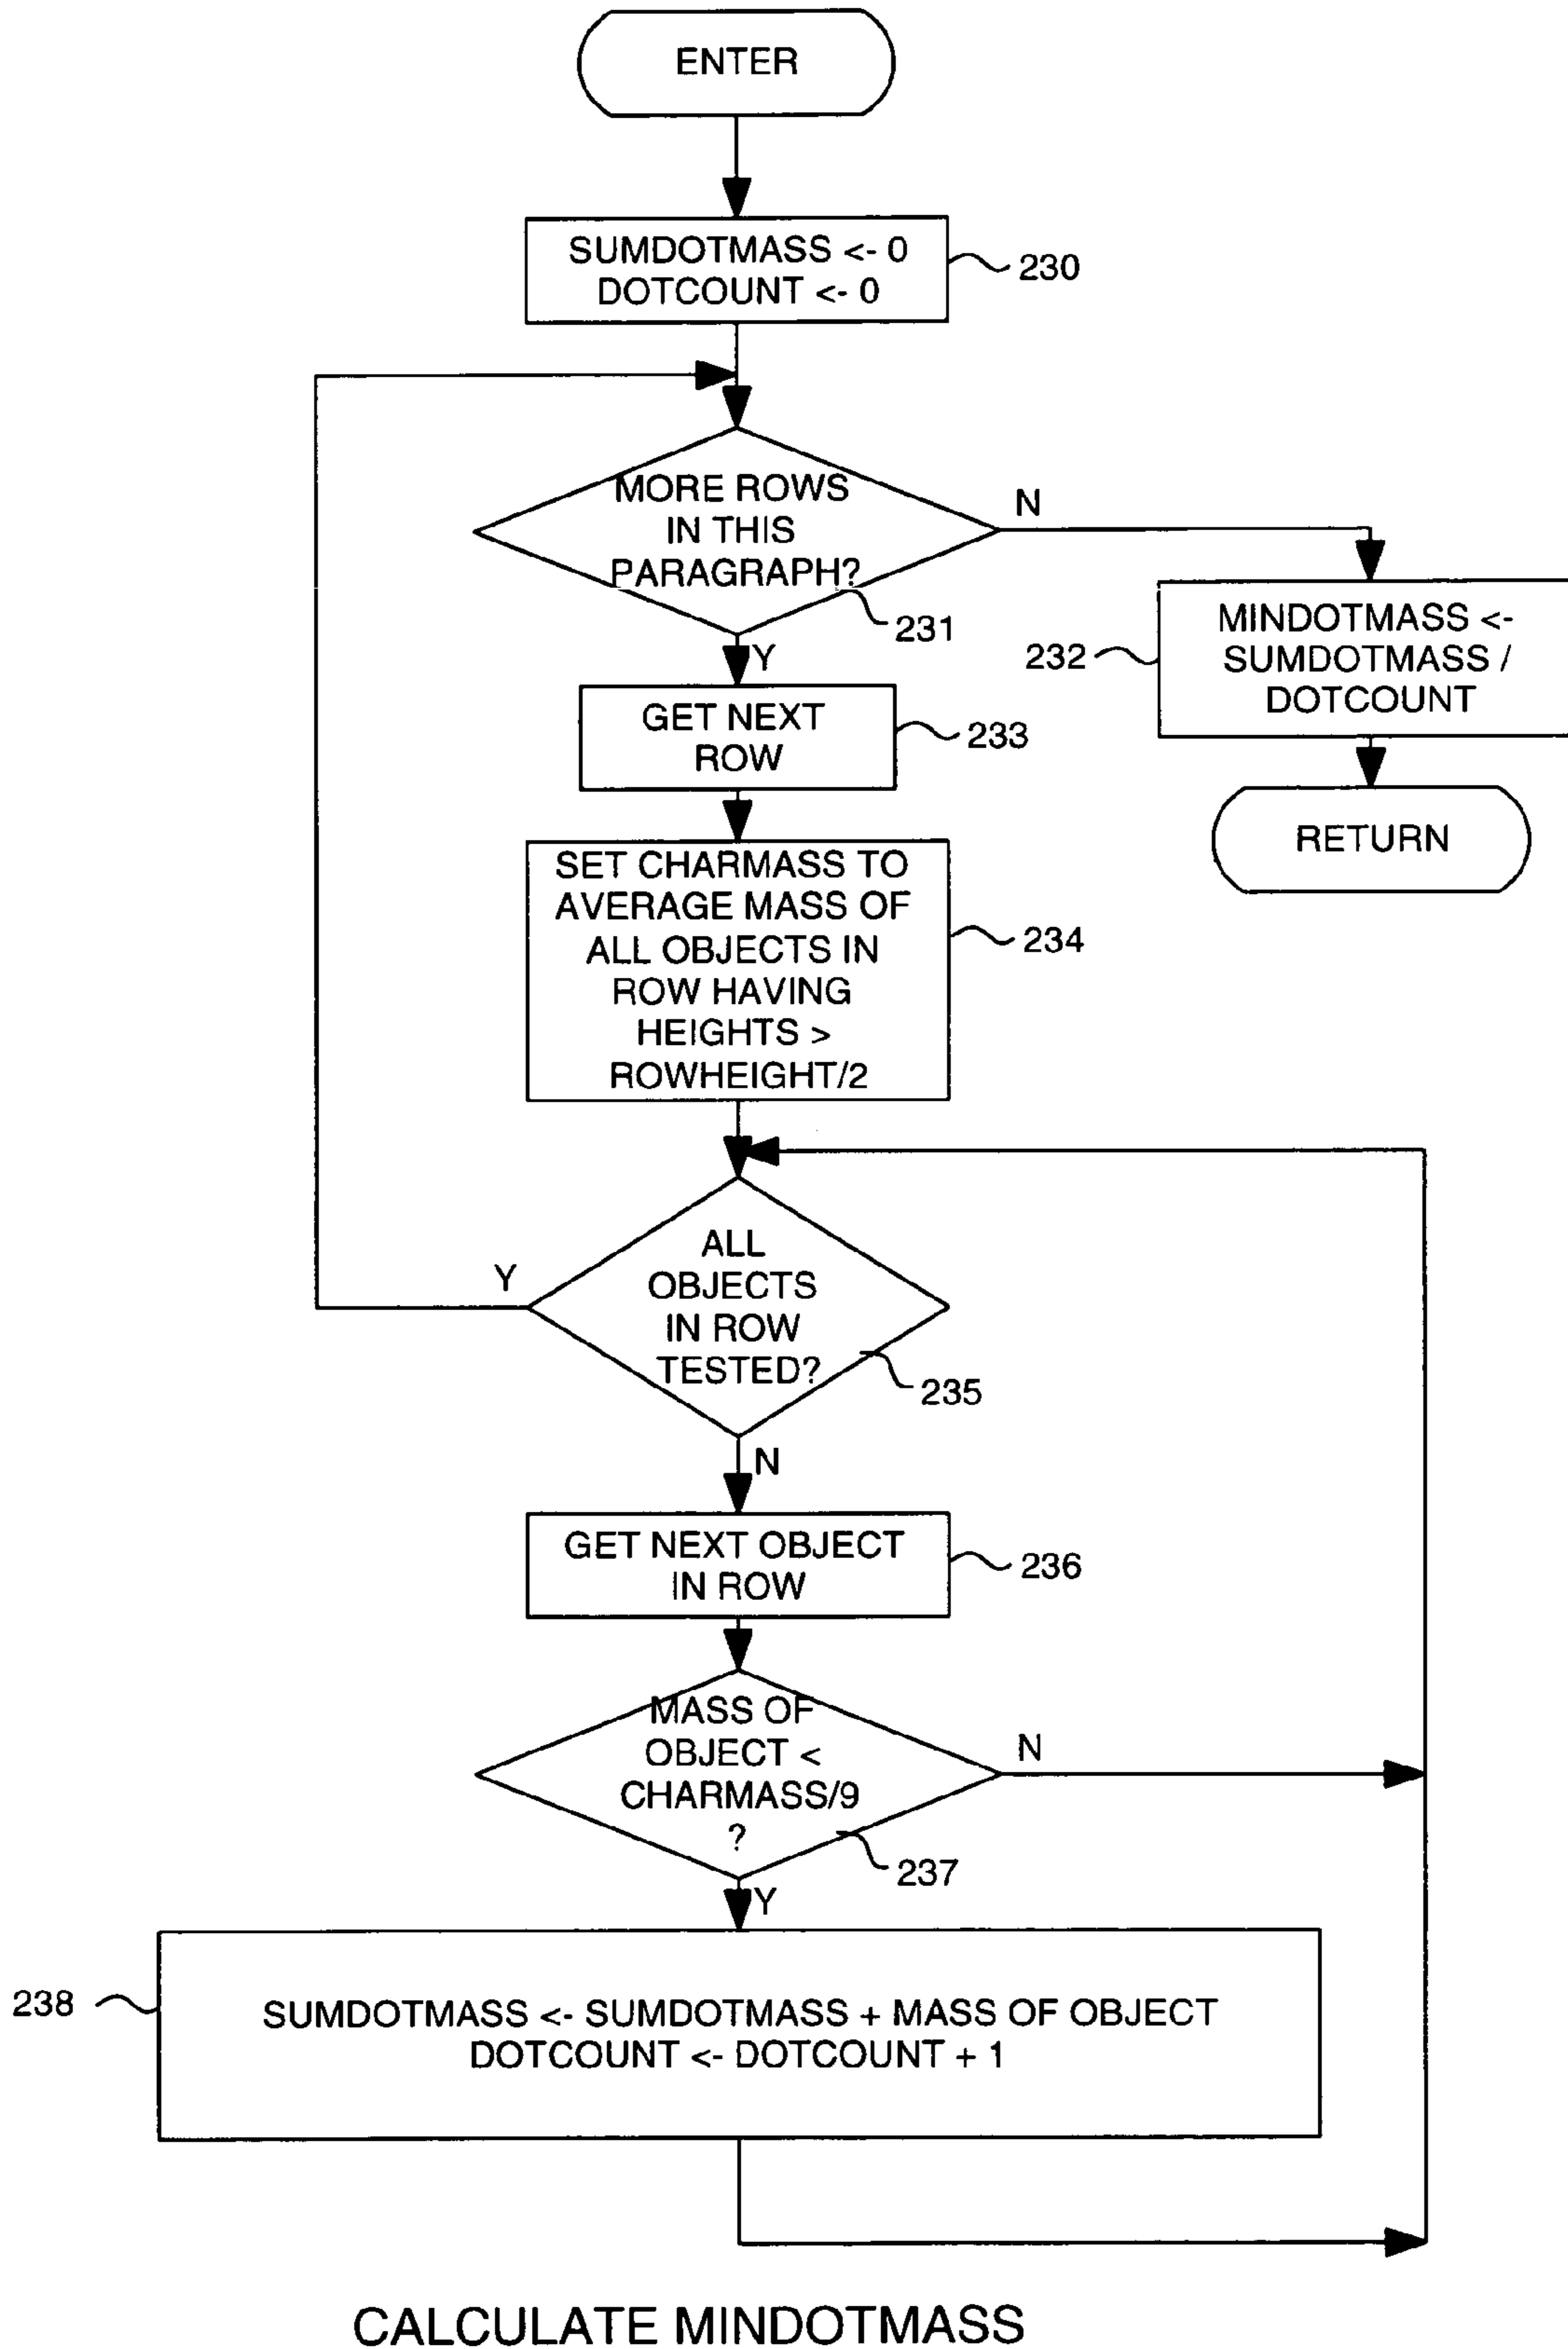 ENTER
SUMDOTMASS <- 0
DOTCOUNT <- 0
230
MORE ROWS
IN THIS
PARAGRAPH?
231
N
Y
MINDOTMASS <-
SUMDOTMASS /
DOTCOUNT
232
RETURN
GET NEXT
ROW
233
SET CHARMASS TO
AVERAGE MASS OF
ALL OBJECTS IN
ROW HAVING
HEIGHTS >
ROWHEIGHT/2
234
ALL
OBJECTS
IN ROW
TESTED?
235
Y
N
GET NEXT OBJECT
IN ROW
236
MASS OF
OBJECT <
CHARMASS/9
?
237
N
Y
238
SUMDOTMASS <- SUMDOTMASS + MASS OF OBJECT
DOTCOUNT <- DOTCOUNT + 1
CALCULATE MINDOTMASS